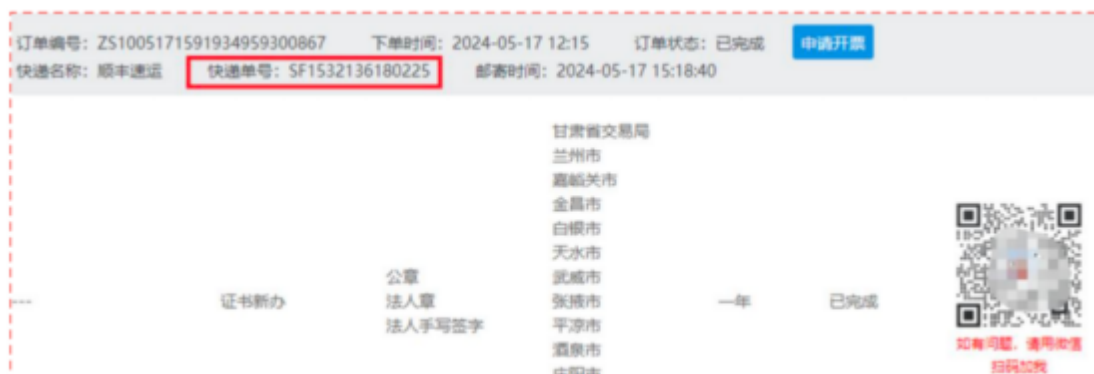 订单编号：ZS10051715919349593​00867 下单时间：2024-05-17 12:15 订单状态：已完成 申请开票
快递名称：顺丰速运 快递单号：SF1532136180225 邮寄时间：2024-05-17 15:18:40
甘肃省交易局
兰州市
嘉峪关市
金昌市
白银市
天水市
公章 武威市
--- 证书新办 法人章 张掖市 一年 已完成
法人手写签字 平凉市
酒泉市
庆阳市
如有问题，请用微信
扫码加我